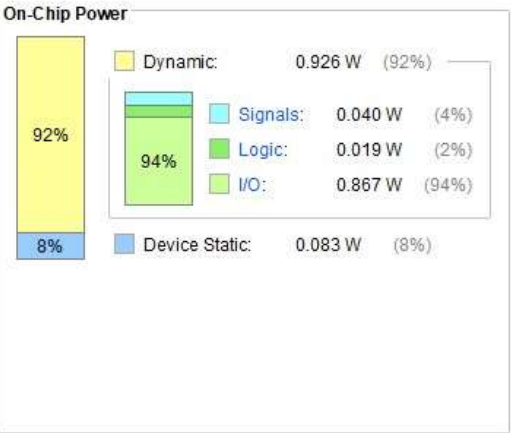 On-Chip Power
Dynamic: 0.926 W (92%)
92%
94%
Signals: 0.040 W (4%)
Logic: 0.019 W (2%)
I/O: 0.867 W (94%)
8%
Device Static: 0.083 W (8%)